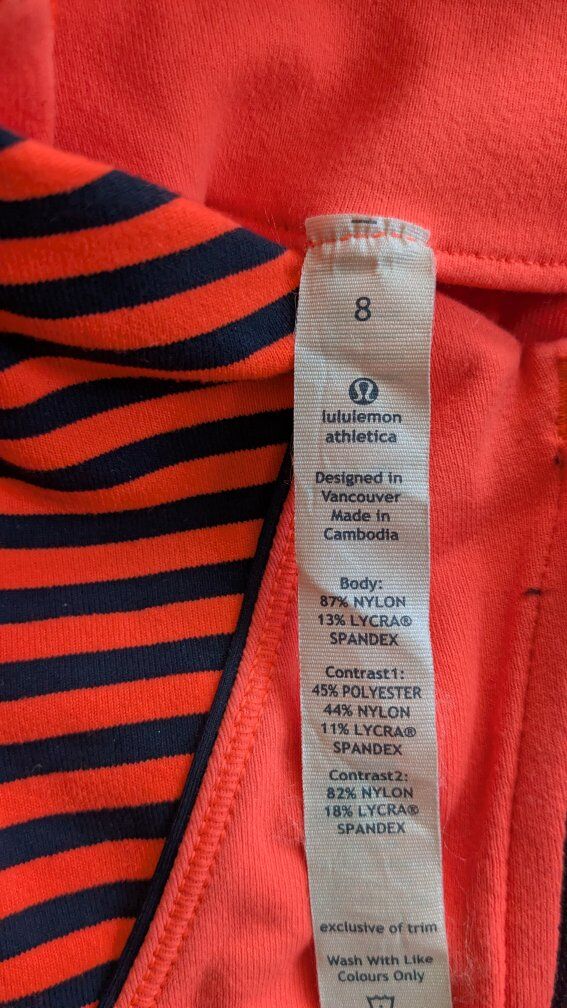 8
lululemon
athletica
Designed in
Vancouver
Made in
Cambodia
Body:
87% NYLON
13% LYCRA®
SPANDEX
Contrast1:
45% POLYESTER
44% NYLON
11% LYCRA®
SPANDEX
Contrast2:
82% NYLON
18% LYCRA®
SPANDEX
exclusive of trim
Wash With Like
Colours Only